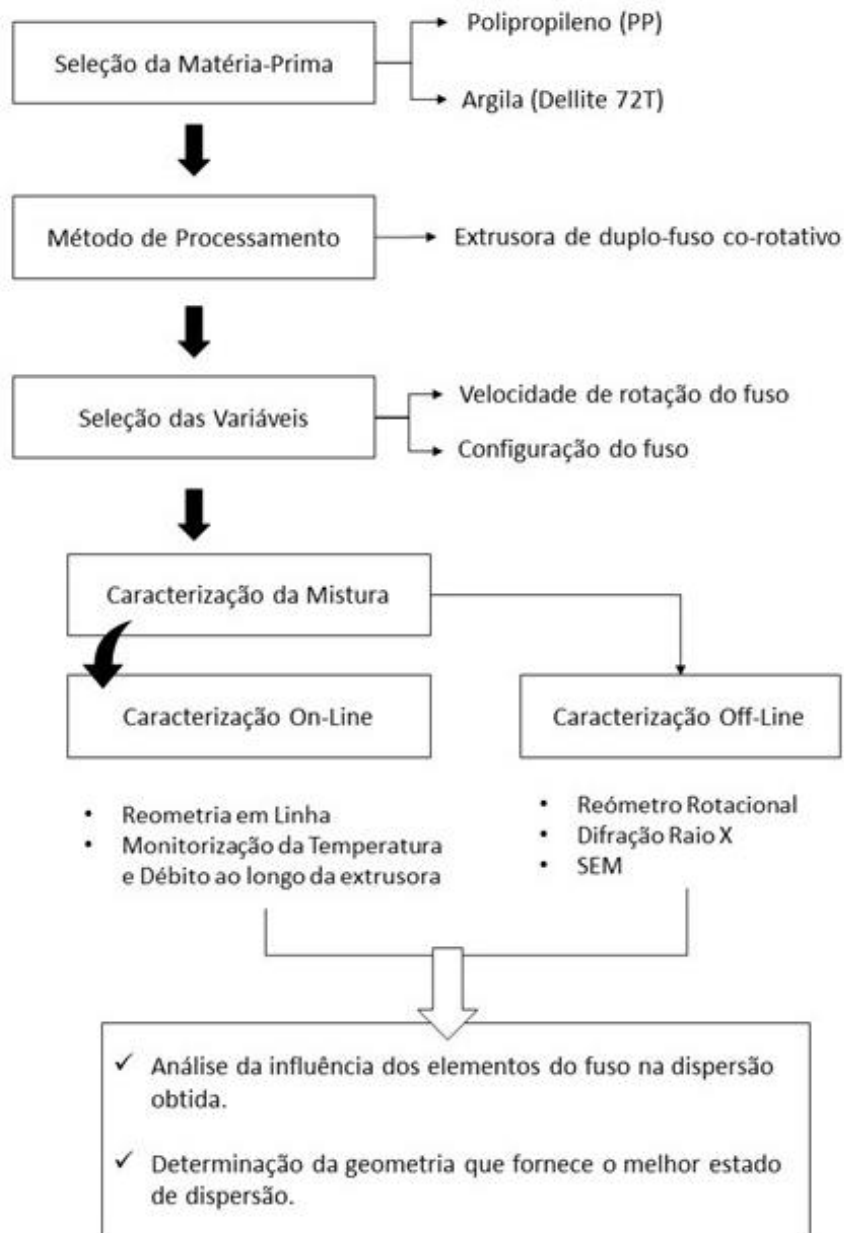 Polipropileno (PP)
Seleção da Matéria-Prima
Argila (Dellite 72T)
Método de Processamento
Extrusora de duplo-fuso co-rotativo
Velocidade de rotação do fuso
Seleção das Variáveis
Configuração do fuso
Caracterização da Mistura
Caracterização On-Line
Caracterização Off-Line
• Reometria em Linha
• Monitorização da Temperatura
e Débito ao longo da extrusora
• Reómetro Rotacional
• Difração Raio X
• SEM
✓ Análise da influência dos elementos do fuso na dispersão
obtida.
✓ Determinação da geometria que fornece o melhor estado
de dispersão.